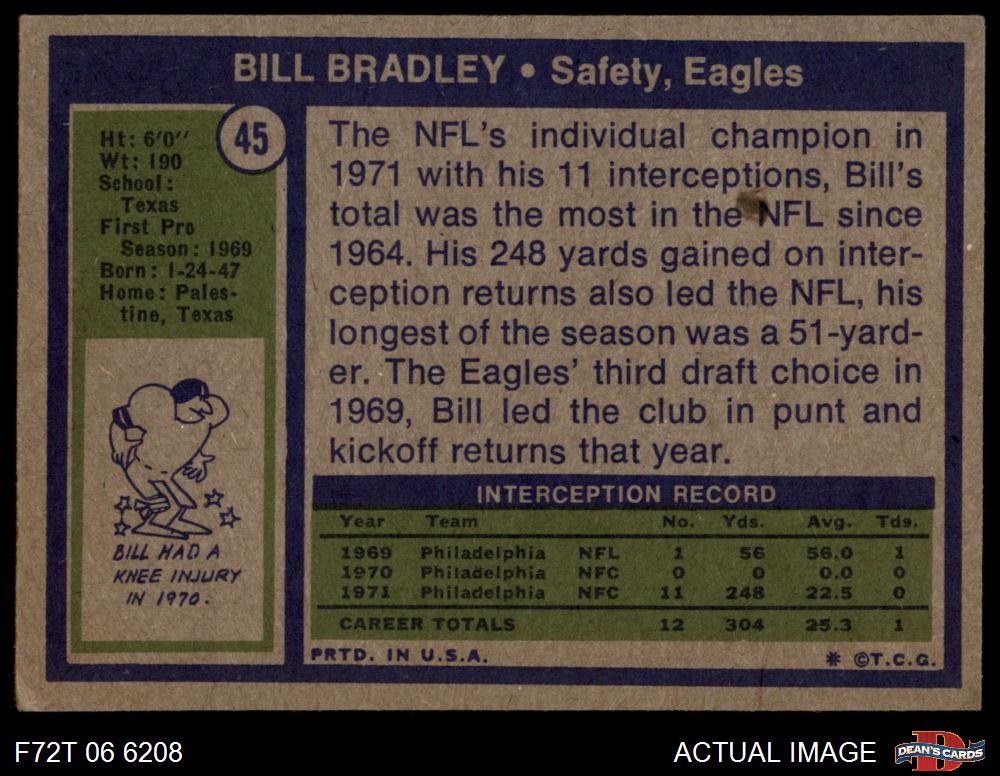 BILL BRADLEY • Safety, Eagles
45
Ht: 6'0"
Wt: 190
School:
Texas
First Pro
Season: 1969
Born: 1-24-47
Home: Pales-
tine, Texas
BILL HAD A
KNEE INJURY
IN 1970.
The NFL's individual champion in
1971 with his 11 interceptions, Bill's
total was the most in the NFL since
1964. His 248 yards gained on inter-
ception returns also led the NFL, his
longest of the season was a 51-yard-
er. The Eagles' third draft choice in
1969, Bill led the club in punt and
kickoff returns that year.
INTERCEPTION RECORD
Year Team No. Yds. Avg. Tds.
1969 Philadelphia NFL 1 56 56.0 1
1970 Philadelphia NFC 0 0 0.0 0
1971 Philadelphia NFC 11 248 22.5 0
CAREER TOTALS 12 304 25.3 1
PRTD. IN U.S.A. * ©T.C.G.
F72T 06 6208 ACTUAL IMAGE DEAN'S CARDS